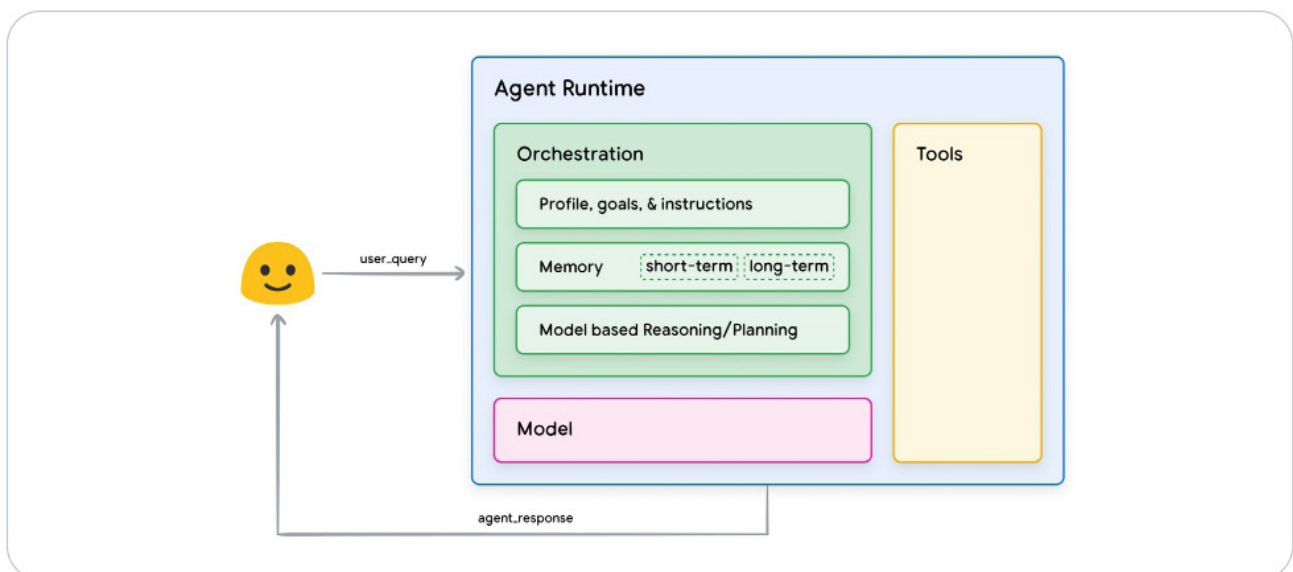 Agent Runtime
Orchestration
Tools
Profile, goals, & instructions
user_query
Memory short-term long-term
Model based Reasoning/Planning
Model
agent_response